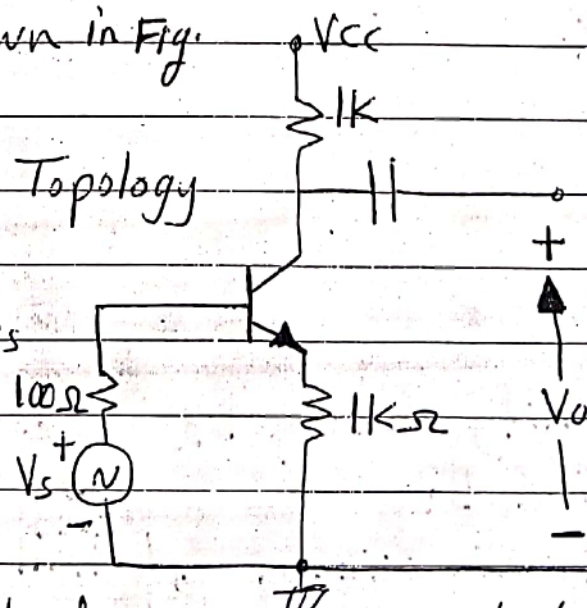 wn in Fig.
VCC
1K
Topology
+
s
100Ω
1KΩ
Vo
+
Vs
-
-